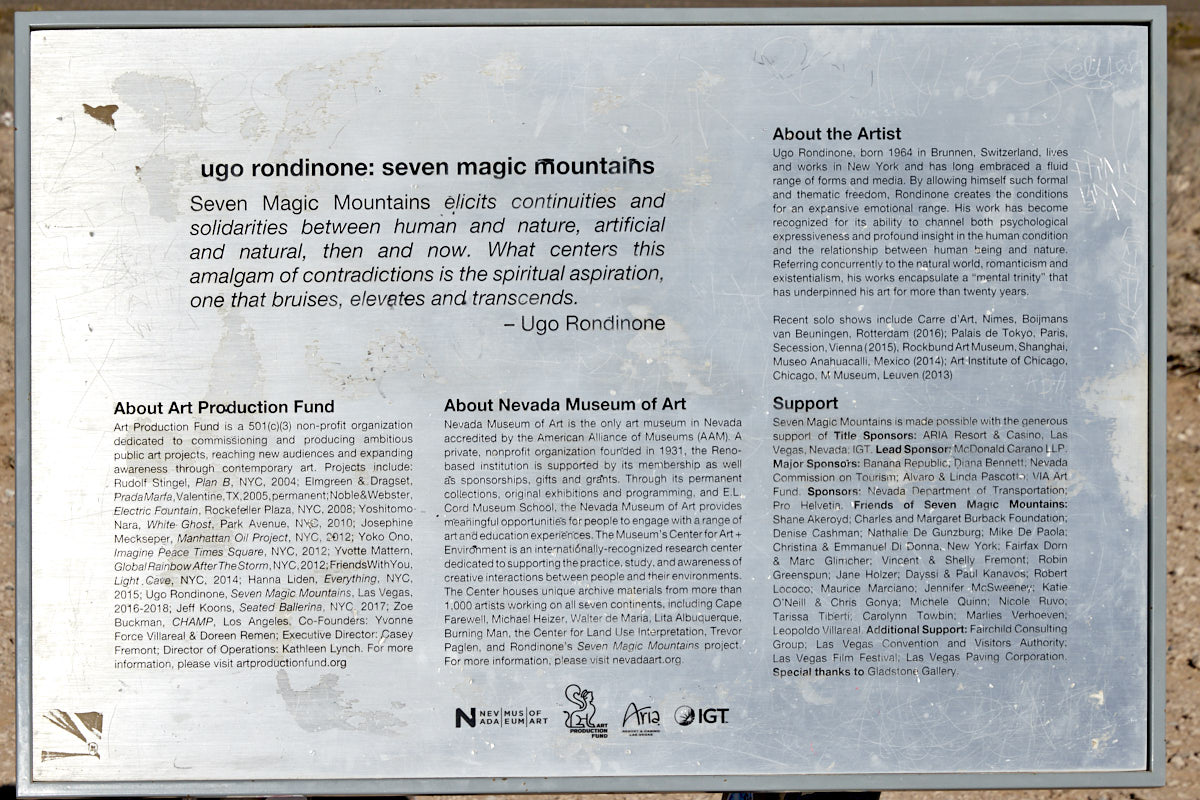 ugo rondinone: seven magic mountains
Seven Magic Mountains elicits continuities and
solidarities between human and nature, artificial
and natural, then and now. What centers this
amalgam of contradictions is the spiritual aspiration,
one that bruises, elevates and transcends.
– Ugo Rondinone
About the Artist
Ugo Rondinone, born 1964 in Brunnen, Switzerland, lives
and works in New York and has long embraced a fluid
range of forms and media. By allowing himself such formal
and thematic freedom, Rondinone creates the conditions
for an expansive emotional range. His work has become
recognized for its ability to channel both psychological
expressiveness and profound insight in the human condition
and the relationship between human being and nature.
Referring concurrently to the natural world, romanticism and
existentialism, his works encapsulate a “mental trinity” that
has underpinned his art for more than twenty years.
Recent solo shows include Carre d’Art, Nimes, Boijmans
van Beuningen, Rotterdam (2016); Palais de Tokyo, Paris,
Secession, Vienna (2015), Rockbund Art Museum, Shanghai,
Museo Anahuacalli, Mexico (2014); Art Institute of Chicago,
Chicago, M Museum, Leuven (2013)
About Art Production Fund
Art Production Fund is a 501(c)(3) non-profit organization
dedicated to commissioning and producing ambitious
public art projects, reaching new audiences and expanding
awareness through contemporary art. Projects include:
Rudolf Stingel, Plan B, NYC, 2004; Elmgreen & Dragset,
Prada Marfa, Valentine, TX, 2005, permanent; Noble & Webster,
Electric Fountain, Rockefeller Plaza, NYC, 2008; Yoshitomo
Nara, White Ghost, Park Avenue, NYC, 2010; Josephine
Meckseper, Manhattan Oil Project, NYC, 2012; Yoko Ono,
Imagine Peace Times Square, NYC, 2012; Yvette Mattern,
Global Rainbow After The Storm, NYC, 2012; FriendsWithYou,
Light Cave, NYC, 2014; Hanna Liden, Everything, NYC,
2015; Ugo Rondinone, Seven Magic Mountains, Las Vegas,
2016-2018; Jeff Koons, Seated Ballerina, NYC, 2017; Zoe
Buckman, CHAMP, Los Angeles, Co-Founders: Yvonne
Force Villareal & Doreen Remen; Executive Director: Casey
Fremont; Director of Operations: Kathleen Lynch. For more
information, please visit artproductionfund.org
About Nevada Museum of Art
Nevada Museum of Art is the only art museum in Nevada
accredited by the American Alliance of Museums (AAM). A
private, nonprofit organization founded in 1931, the Reno-
based institution is supported by its membership as well
as sponsorships, gifts and grants. Through its permanent
collections, original exhibitions and programming, and E.L.
Cord Museum School, the Nevada Museum of Art provides
meaningful opportunities for people to engage with a range of
art and education experiences. The Museum’s Center for Art +
Environment is an internationally-recognized research center
dedicated to supporting the practice, study, and awareness of
creative interactions between people and their environments.
The Center houses unique archive materials from more than
1,000 artists working on all seven continents, including Cape
Farewell, Michael Heizer, Walter de Maria, Lita Albuquerque,
Burning Man, the Center for Land Use Interpretation, Trevor
Paglen, and Rondinone’s Seven Magic Mountains project.
For more information, please visit nevadaart.org.
Support
Seven Magic Mountains is made possible with the generous
support of Title Sponsors: ARIA Resort & Casino, Las
Vegas, Nevada; IGT. Lead Sponsor: McDonald Carano LLP.
Major Sponsors: Banana Republic; Diana Bennett; Nevada
Commission on Tourism; Alvaro & Linda Pascotto; VIA Art
Fund. Sponsors: Nevada Department of Transportation;
Pro Helvetia. Friends of Seven Magic Mountains:
Shane Akeroyd; Charles and Margaret Burback Foundation;
Denise Cashman; Nathalie De Gunzburg; Mike De Paola;
Christina & Emmanuel Di Donna, New York; Fairfax Dorn
& Marc Glimcher; Vincent & Shelly Fremont; Robin
Greenspun; Jane Holzer; Dayssi & Paul Kanavos; Robert
Lococo; Maurice Marciano; Jennifer McSweeney; Katie
O’Neill & Chris Gonya; Michele Quinn; Nicole Ruvo;
Tarissa Tiberti; Carolynn Towbin; Marlies Verhoeven;
Leopoldo Villareal. Additional Support: Fairchild Consulting
Group; Las Vegas Convention and Visitors Authority;
Las Vegas Film Festival; Las Vegas Paving Corporation.
Special thanks to Gladstone Gallery.
N NEV|MUS|OF
ADA|EUM|ART
ART
PRODUCTION
FUND
Aria
RESORT & CASINO
LAS VEGAS
IGT